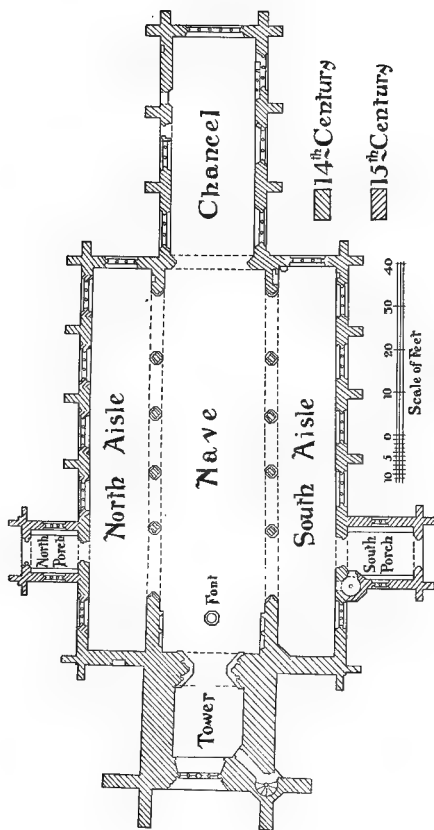 Chancel
14th Century
15th Century
North Aisle
Nave
South Aisle
40
30
20
10
0
5
10
Scale of Feet
North
Porch
South
Porch
Font
Tower